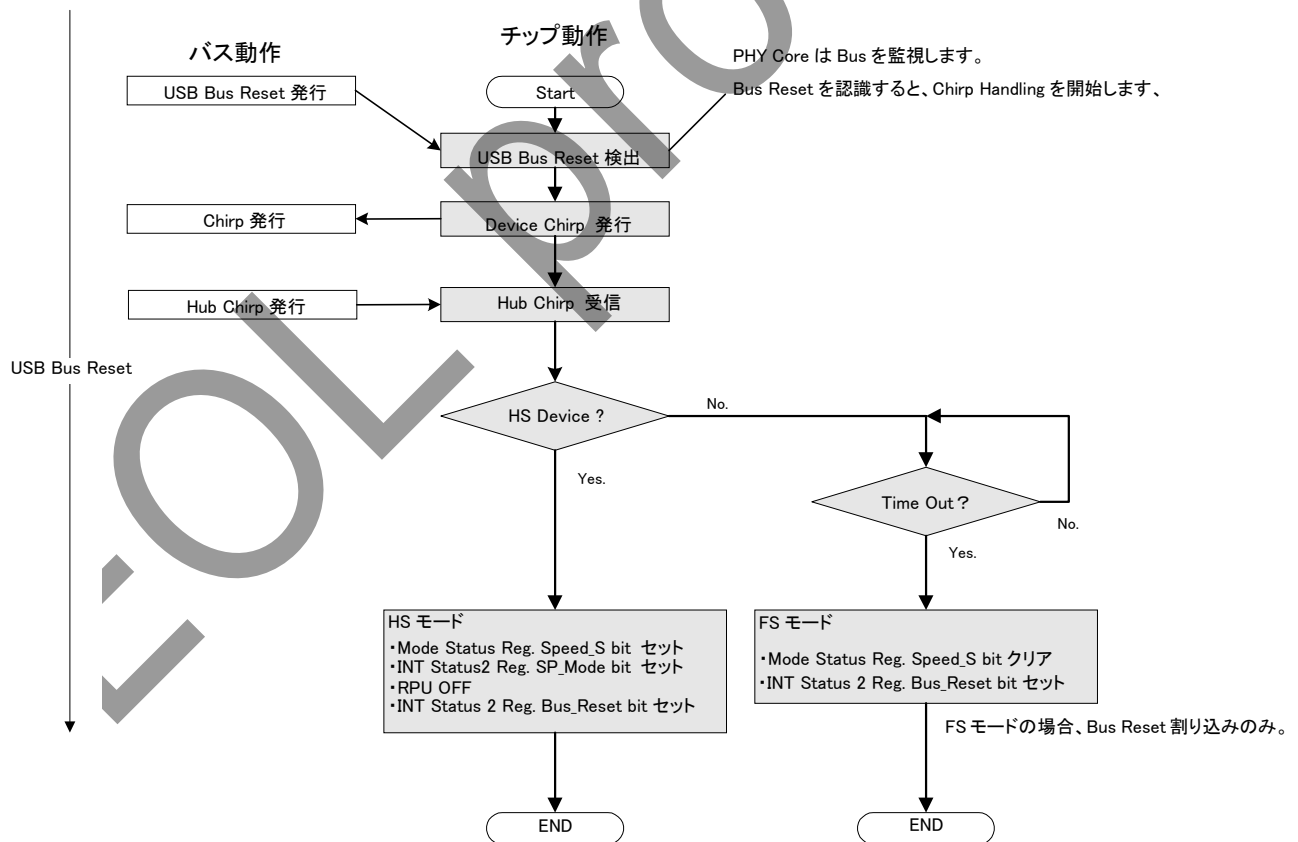 バス動作
チップ動作
PHY Core は Bus を監視します。
Bus Reset を認識すると、Chirp Handling を開始します、
USB Bus Reset 発行
Start
USB Bus Reset 検出
Chirp 発行
Device Chirp 発行
Hub Chirp 発行
Hub Chirp 受信
USB Bus Reset
HS Device ?
No.
Yes.
Time Out ?
No.
Yes.
HS モード
・Mode Status Reg. Speed_S bit セット
・INT Status2 Reg. SP_Mode bit セット
・RPU OFF
・INT Status 2 Reg. Bus_Reset bit セット
FS モード
・Mode Status Reg. Speed_S bit クリア
・INT Status 2 Reg. Bus_Reset bit セット
FS モードの場合、Bus Reset 割り込みのみ。
END
END